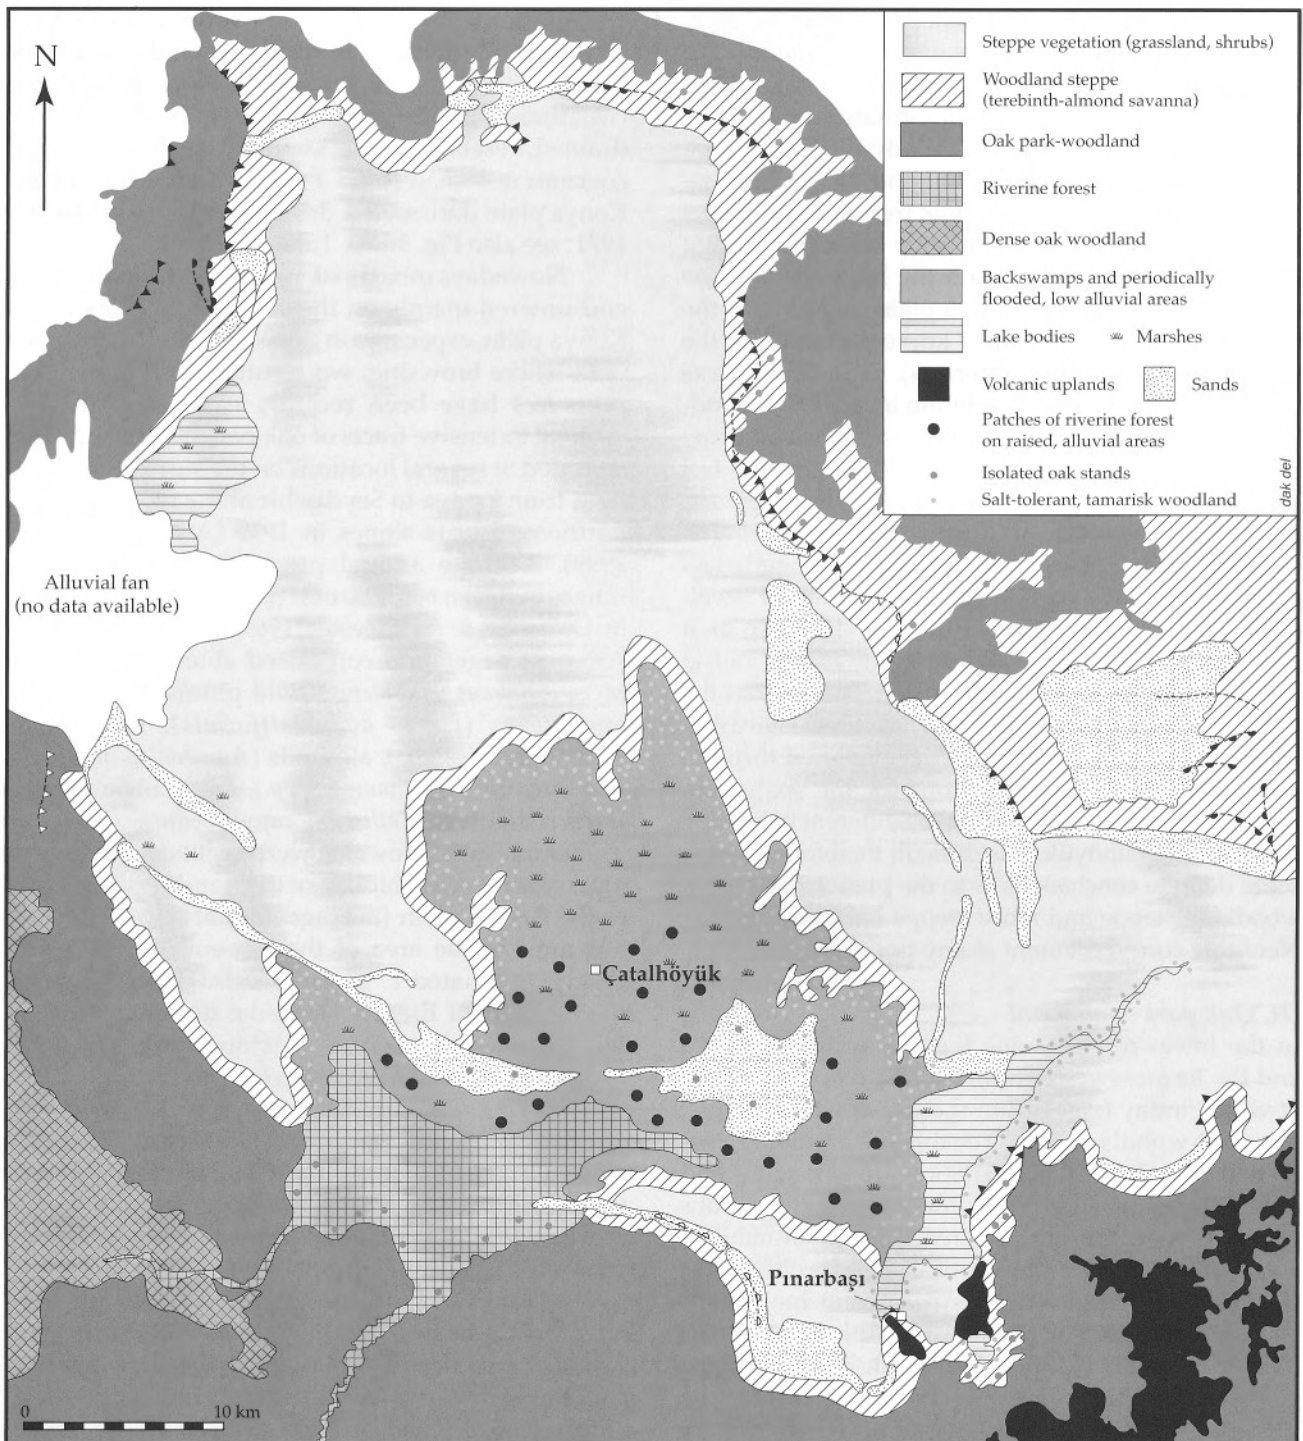 N
Steppe vegetation (grassland, shrubs)
Woodland steppe
(terebinth-almond savanna)
Oak park-woodland
Riverine forest
Dense oak woodland
Backswamps and periodically
flooded, low alluvial areas
Lake bodies
Marshes
Volcanic uplands
Sands
Patches of riverine forest
on raised, alluvial areas
Isolated oak stands
Salt-tolerant, tamarisk woodland
dak del
Alluvial fan
(no data available)
Çatalhöyük
Pınarbaşı
0 10 km